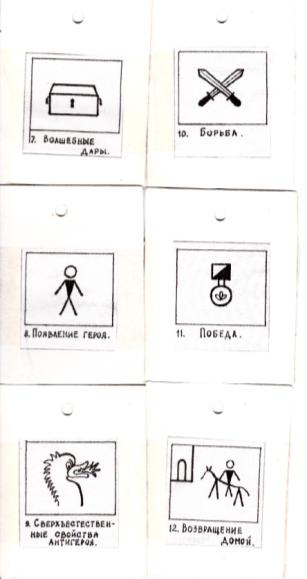 7. Волшебные
дары.
8. Появление героя.
9. Сверхъестествен-
ные свойства
антигероя.
10. Борьба.
11. Победа.
12. Возвращение
домой.